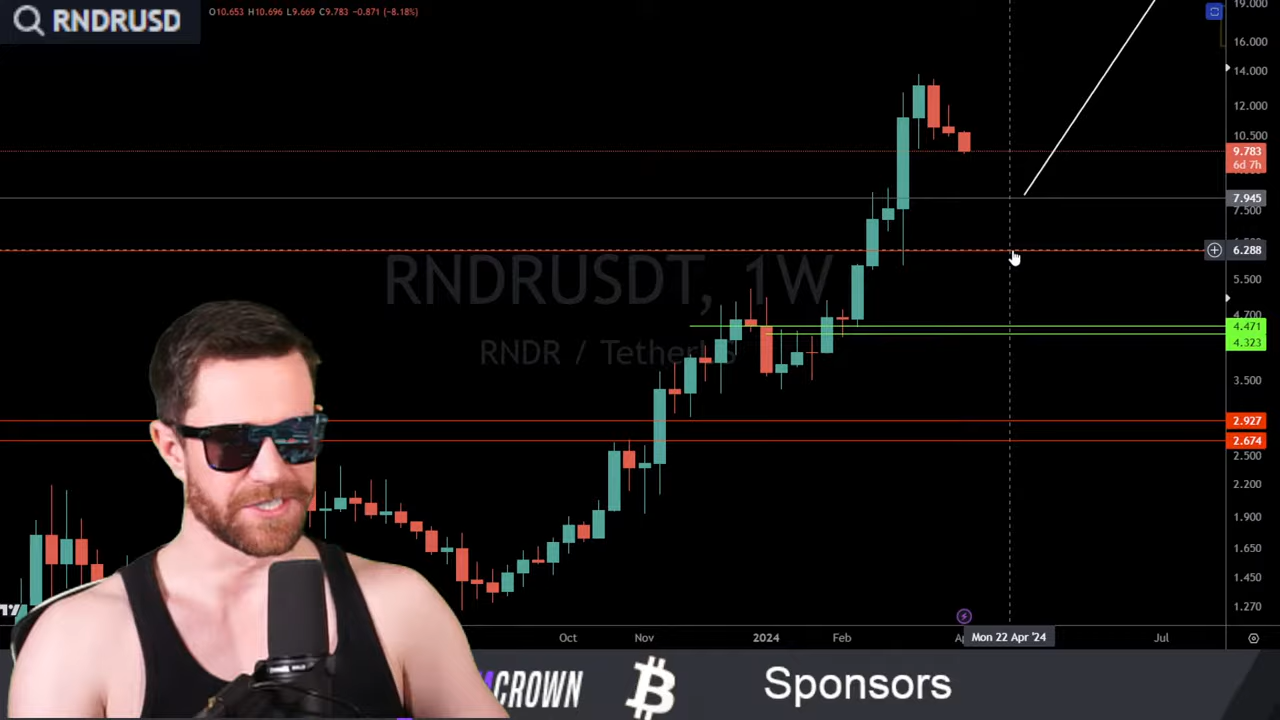 RNDRUSD
O10.653 H10.696 L9.669 C9.783 -0.871 (-8.18%)
19.000
16.000
14.000
12.000
10.500
9.783
6d 7h
7.945
7.500
6.288
5.500
4.700
4.471
4.323
3.500
2.927
2.674
2.500
2.200
1.900
1.650
1.450
1.270
RNDRUSDT, 1W
RNDR / Tether
Oct
Nov
2024
Feb
Mon 22 Apr '24
Jul
CROWN
Sponsors